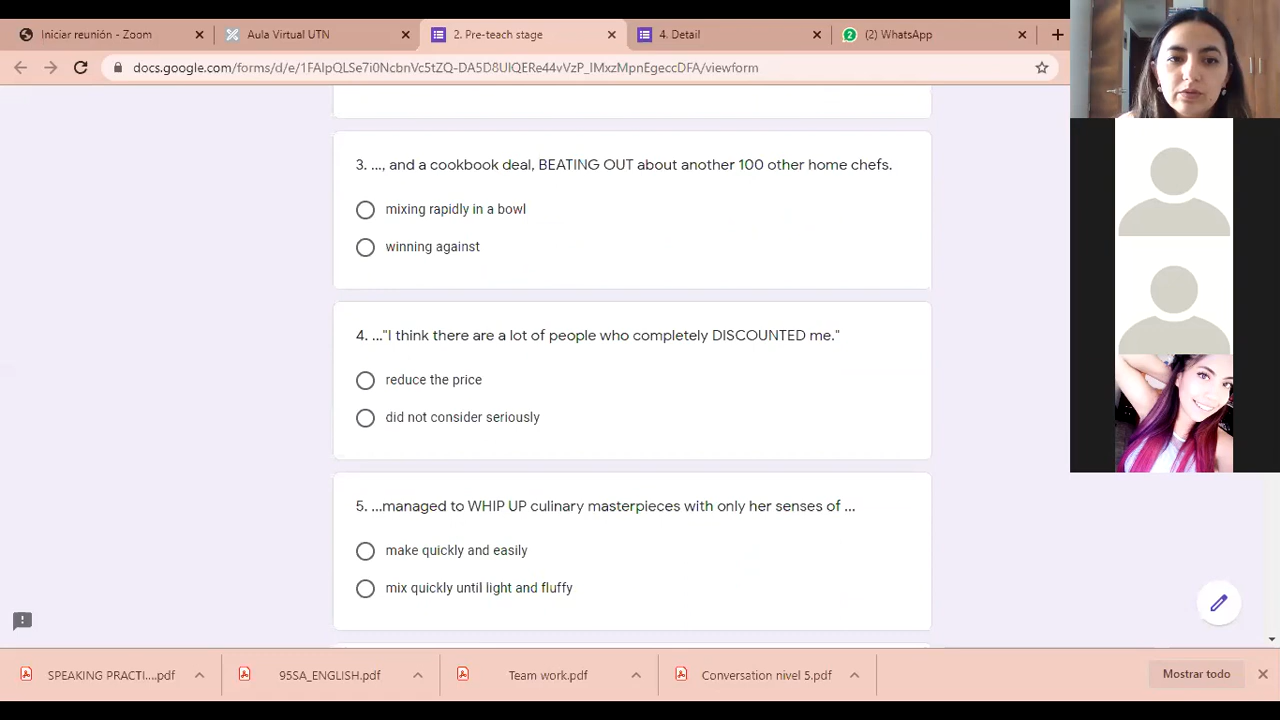 Iniciar reunión - Zoom
Aula Virtual UTN
2. Pre-teach stage
4. Detail
(2) WhatsApp
docs.google.com/forms/d/e/1FAIpQLSe7i0NcbnVc5tZQ-DA5D8UIQERe44vVzP_lMxzMpnEgeccDFA/viewform
3. ..., and a cookbook deal, BEATING OUT about another 100 other home chefs.
mixing rapidly in a bowl
winning against
4. ..."I think there are a lot of people who completely DISCOUNTED me."
reduce the price
did not consider seriously
5. ...managed to WHIP UP culinary masterpieces with only her senses of ...
make quickly and easily
mix quickly until light and fluffy
SPEAKING PRACTI....pdf
95SA_ENGLISH.pdf
Team work.pdf
Conversation nivel 5.pdf
Mostrar todo